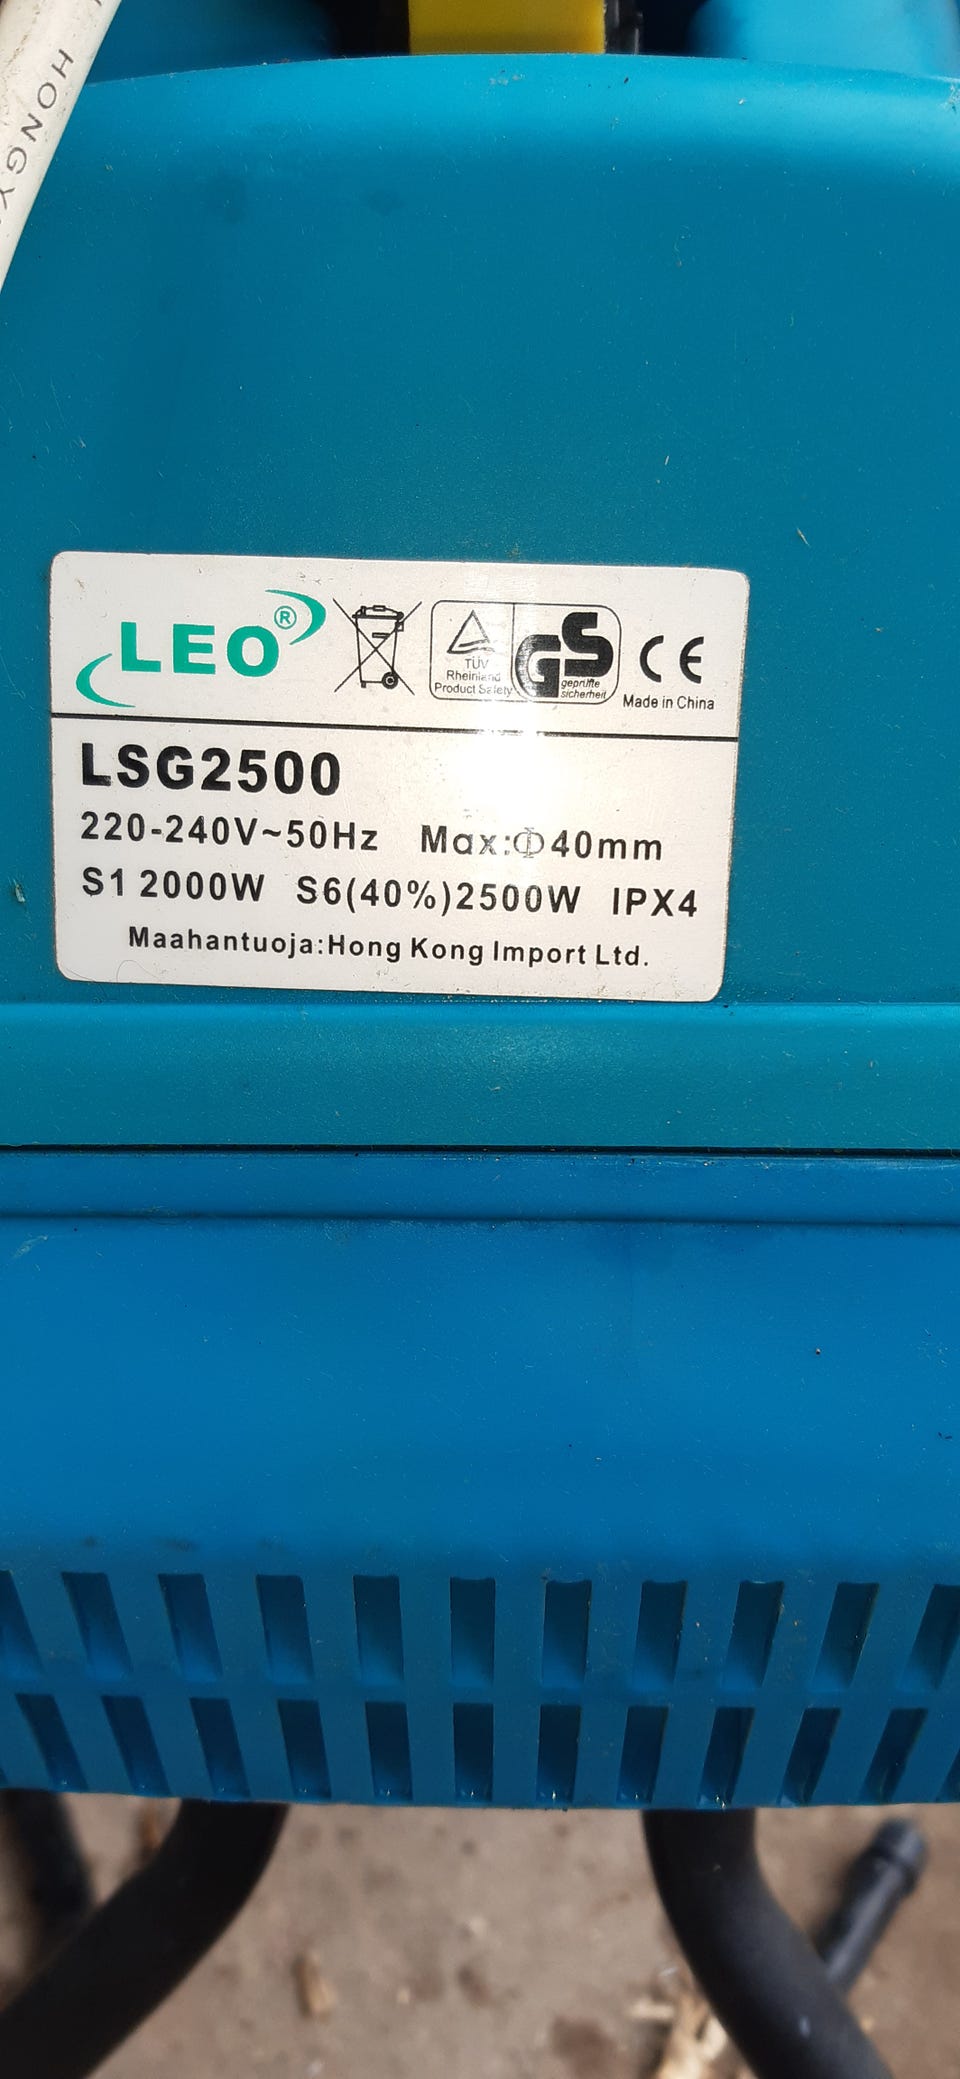 HONGY
LEO®
TÜV
Rheinland
Product Safety
GS
geprüfte
sicherheit
CE
Made in China
LSG2500
220-240V~50Hz Max:Φ40mm
S1 2000W S6(40%)2500W IPX4
Maahantuoja:Hong Kong Import Ltd.